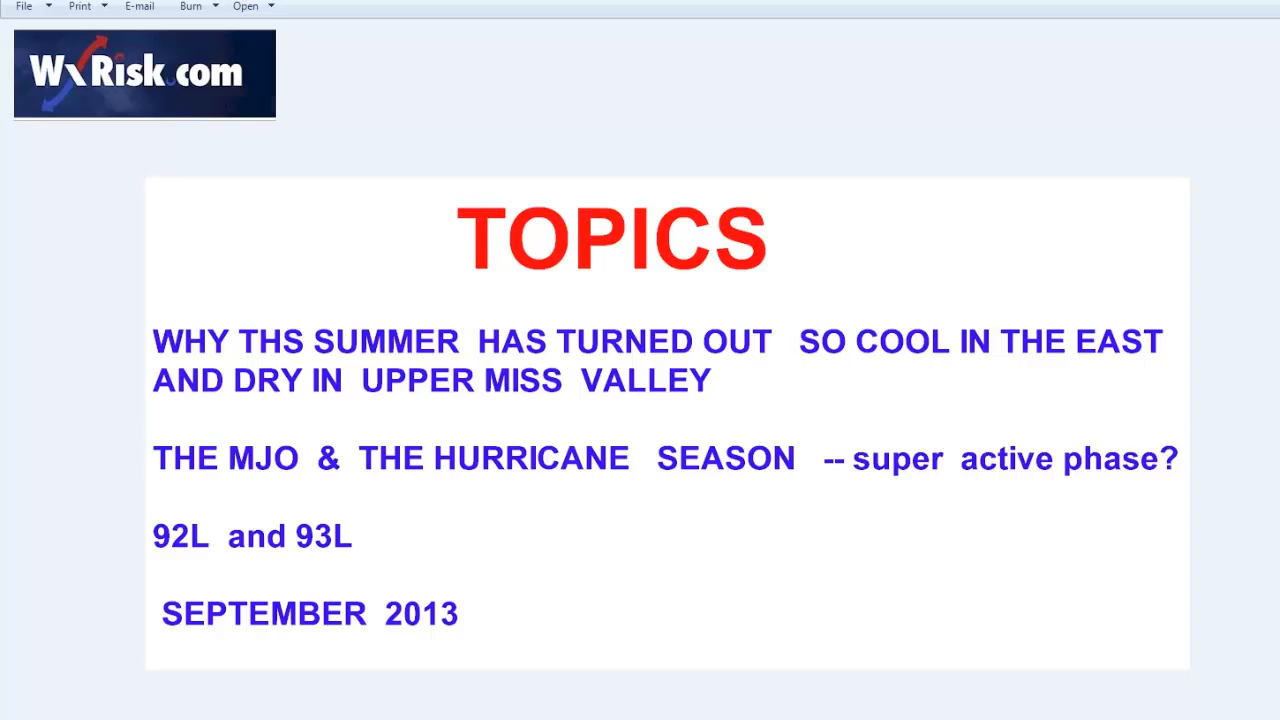 File Print E-mail Burn Open
WxRisk.com
TOPICS
WHY THS SUMMER HAS TURNED OUT SO COOL IN THE EAST
AND DRY IN UPPER MISS VALLEY
THE MJO & THE HURRICANE SEASON -- super active phase?
92L and 93L
SEPTEMBER 2013